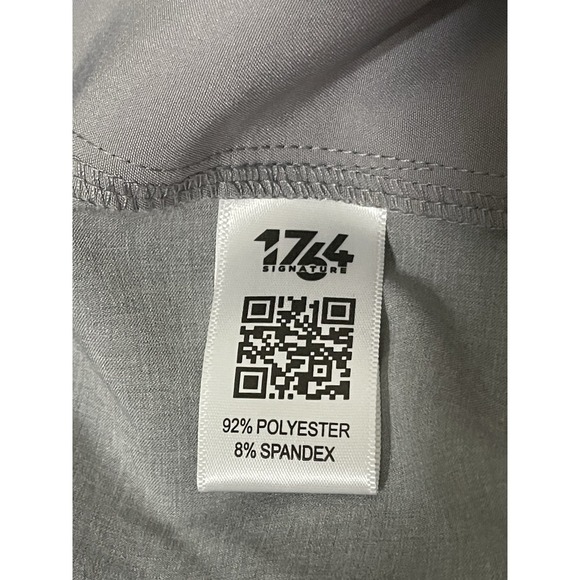 1764
SIGNATURE
92% POLYESTER
8% SPANDEX